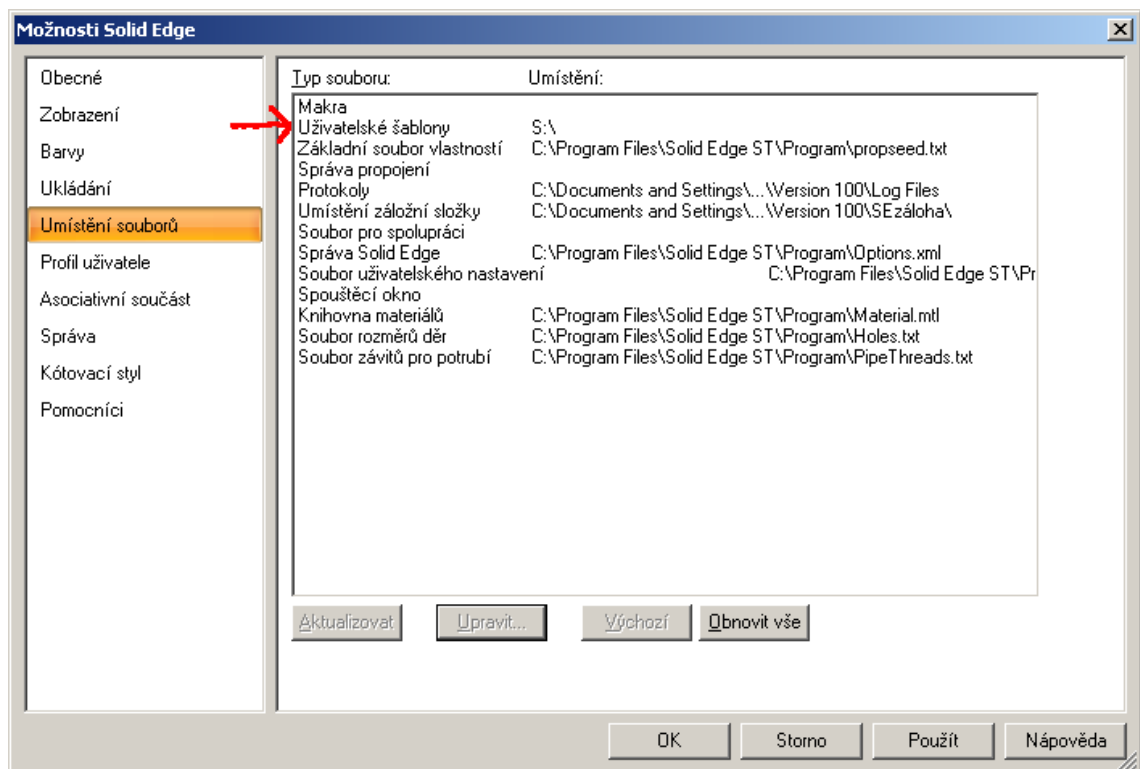 Možnosti Solid Edge
Obecné
Zobrazení
Barvy
Ukládání
Umístění souborů
Profil uživatele
Asociativní součást
Správa
Kótovací styl
Pomocníci
Typ souboru: Umístění:
Makra
Uživatelské šablony S:\
Základní soubor vlastností C:\Program Files\Solid Edge ST\Program\propseed.txt
Správa propojení
Protokoly C:\Documents and Settings\...\Version 100\Log Files
Umístění záložní složky C:\Documents and Settings\...\Version 100\SEzáloha\
Soubor pro spolupráci
Správa Solid Edge C:\Program Files\Solid Edge ST\Program\Options.xml
Soubor uživatelského nastavení C:\Program Files\Solid Edge ST\Pr
Spouštěcí okno
Knihovna materiálů C:\Program Files\Solid Edge ST\Program\Material.mtl
Soubor rozměrů děr C:\Program Files\Solid Edge ST\Program\Holes.txt
Soubor závitů pro potrubí C:\Program Files\Solid Edge ST\Program\PipeThreads.txt
Aktualizovat Upravit... Výchozí Obnovit vše
OK Storno Použít Nápověda